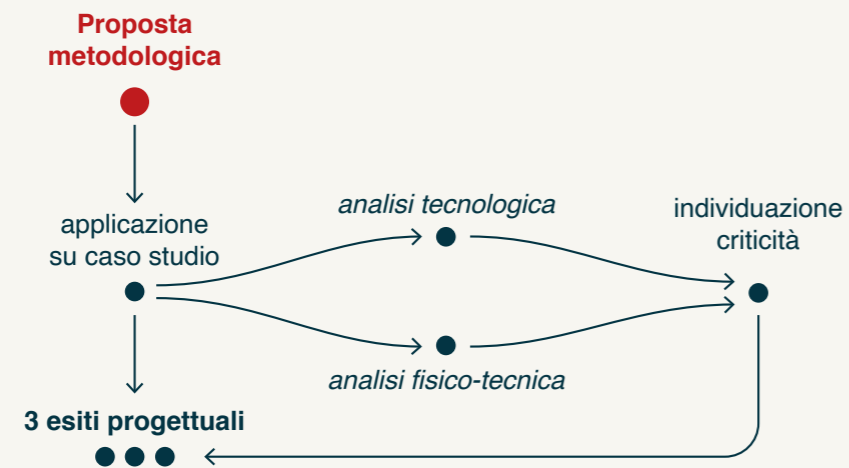 Proposta
metodologica
applicazione
su caso studio
analisi tecnologica
individuazione
criticità
analisi fisico-tecnica
3 esiti progettuali